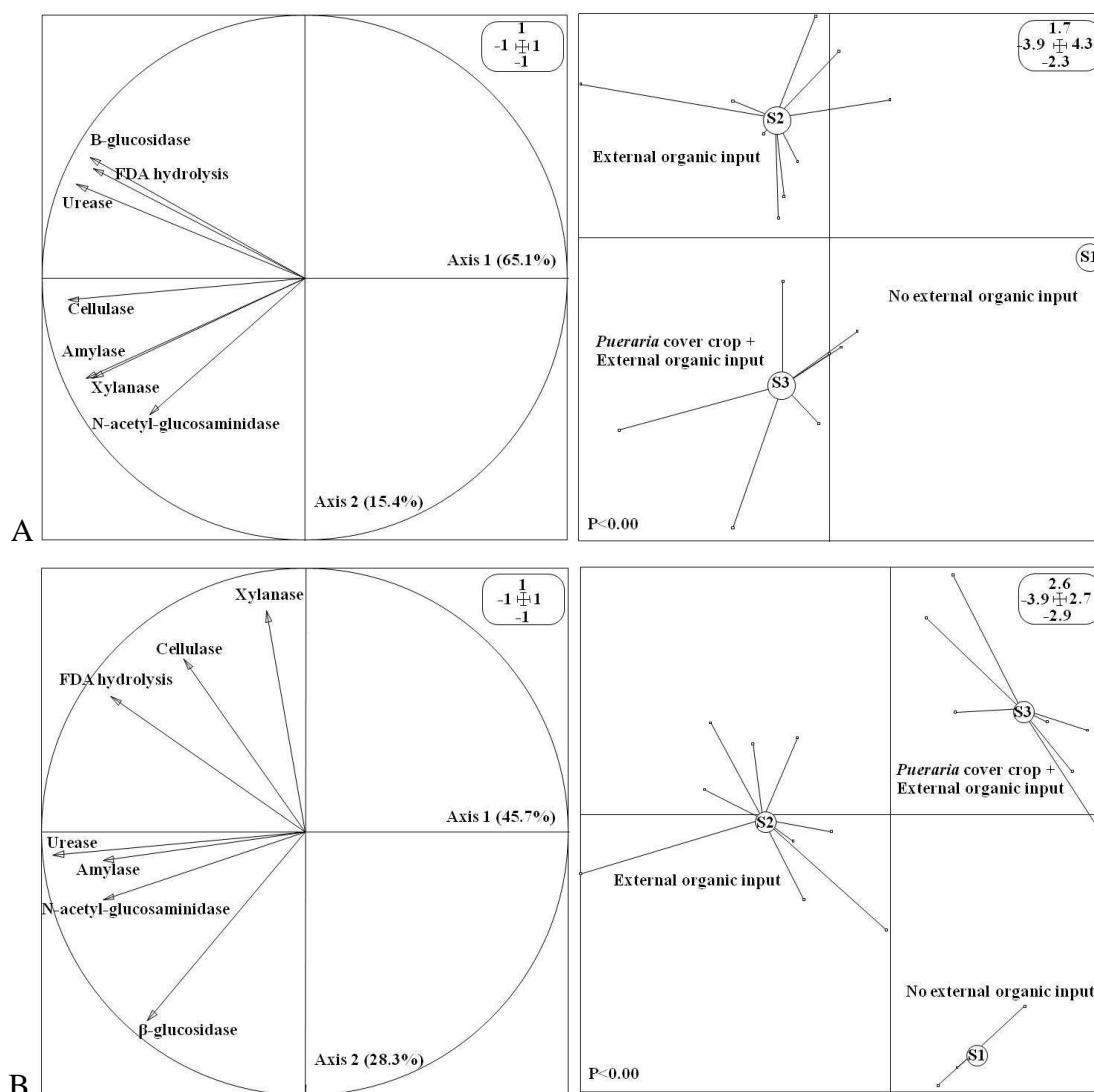 1
-1 1
-1
B-glucosidase
FDA hydrolysis
Urease
Axis 1 (65.1%)
Cellulase
Amylase
Xylanase
N-acetyl-glucosaminidase
Axis 2 (15.4%)
A
1.7
-3.9 4.3
-2.3
S2
External organic input
S1
No external organic input
Pueraria cover crop +
External organic input
S3
P<0.00
1
-1 1
-1
Xylanase
Cellulase
FDA hydrolysis
Axis 1 (45.7%)
Urease
Amylase
N-acetyl-glucosaminidase
β-glucosidase
Axis 2 (28.3%)
B
2.6
-3.9 2.7
-2.9
S3
Pueraria cover crop +
External organic input
S2
External organic input
No external organic input
S1
P<0.00